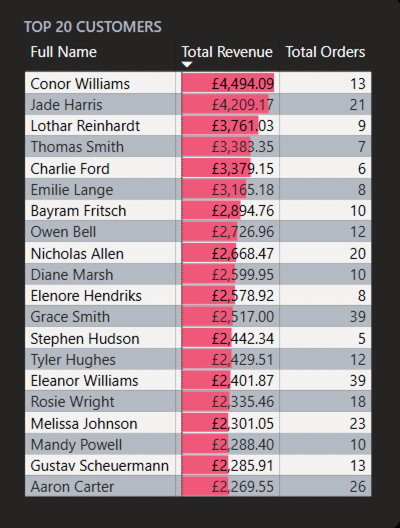 TOP 20 CUSTOMERS
Full Name Total Revenue Total Orders
Conor Williams £4,494.09 13
Jade Harris £4,209.17 21
Lothar Reinhardt £3,761.03 9
Thomas Smith £3,383.35 7
Charlie Ford £3,379.15 6
Emilie Lange £3,165.18 8
Bayram Fritsch £2,894.76 10
Owen Bell £2,726.96 12
Nicholas Allen £2,668.47 20
Diane Marsh £2,599.95 10
Elenore Hendriks £2,578.92 8
Grace Smith £2,517.00 39
Stephen Hudson £2,442.34 5
Tyler Hughes £2,429.51 12
Eleanor Williams £2,401.87 39
Rosie Wright £2,335.46 18
Melissa Johnson £2,301.05 23
Mandy Powell £2,288.40 10
Gustav Scheuermann £2,285.91 13
Aaron Carter £2,269.55 26